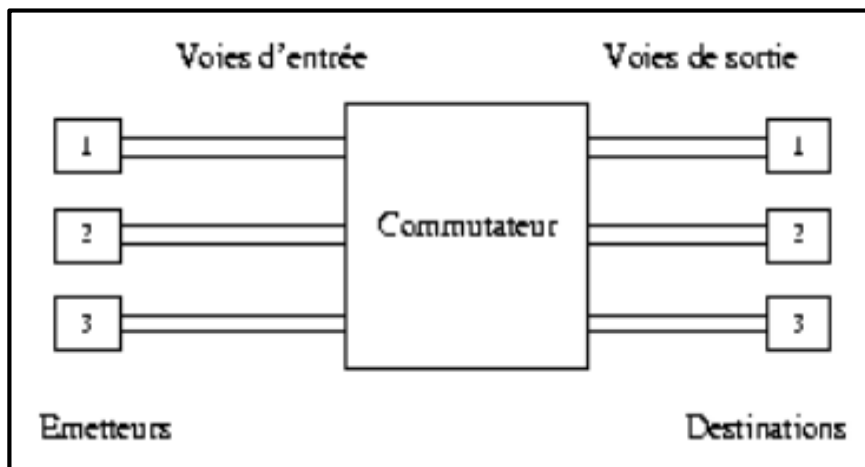 Voies d'entrée Voies de sortie
1 1
2 Commutateur 2
3 3
Emetteurs Destinations